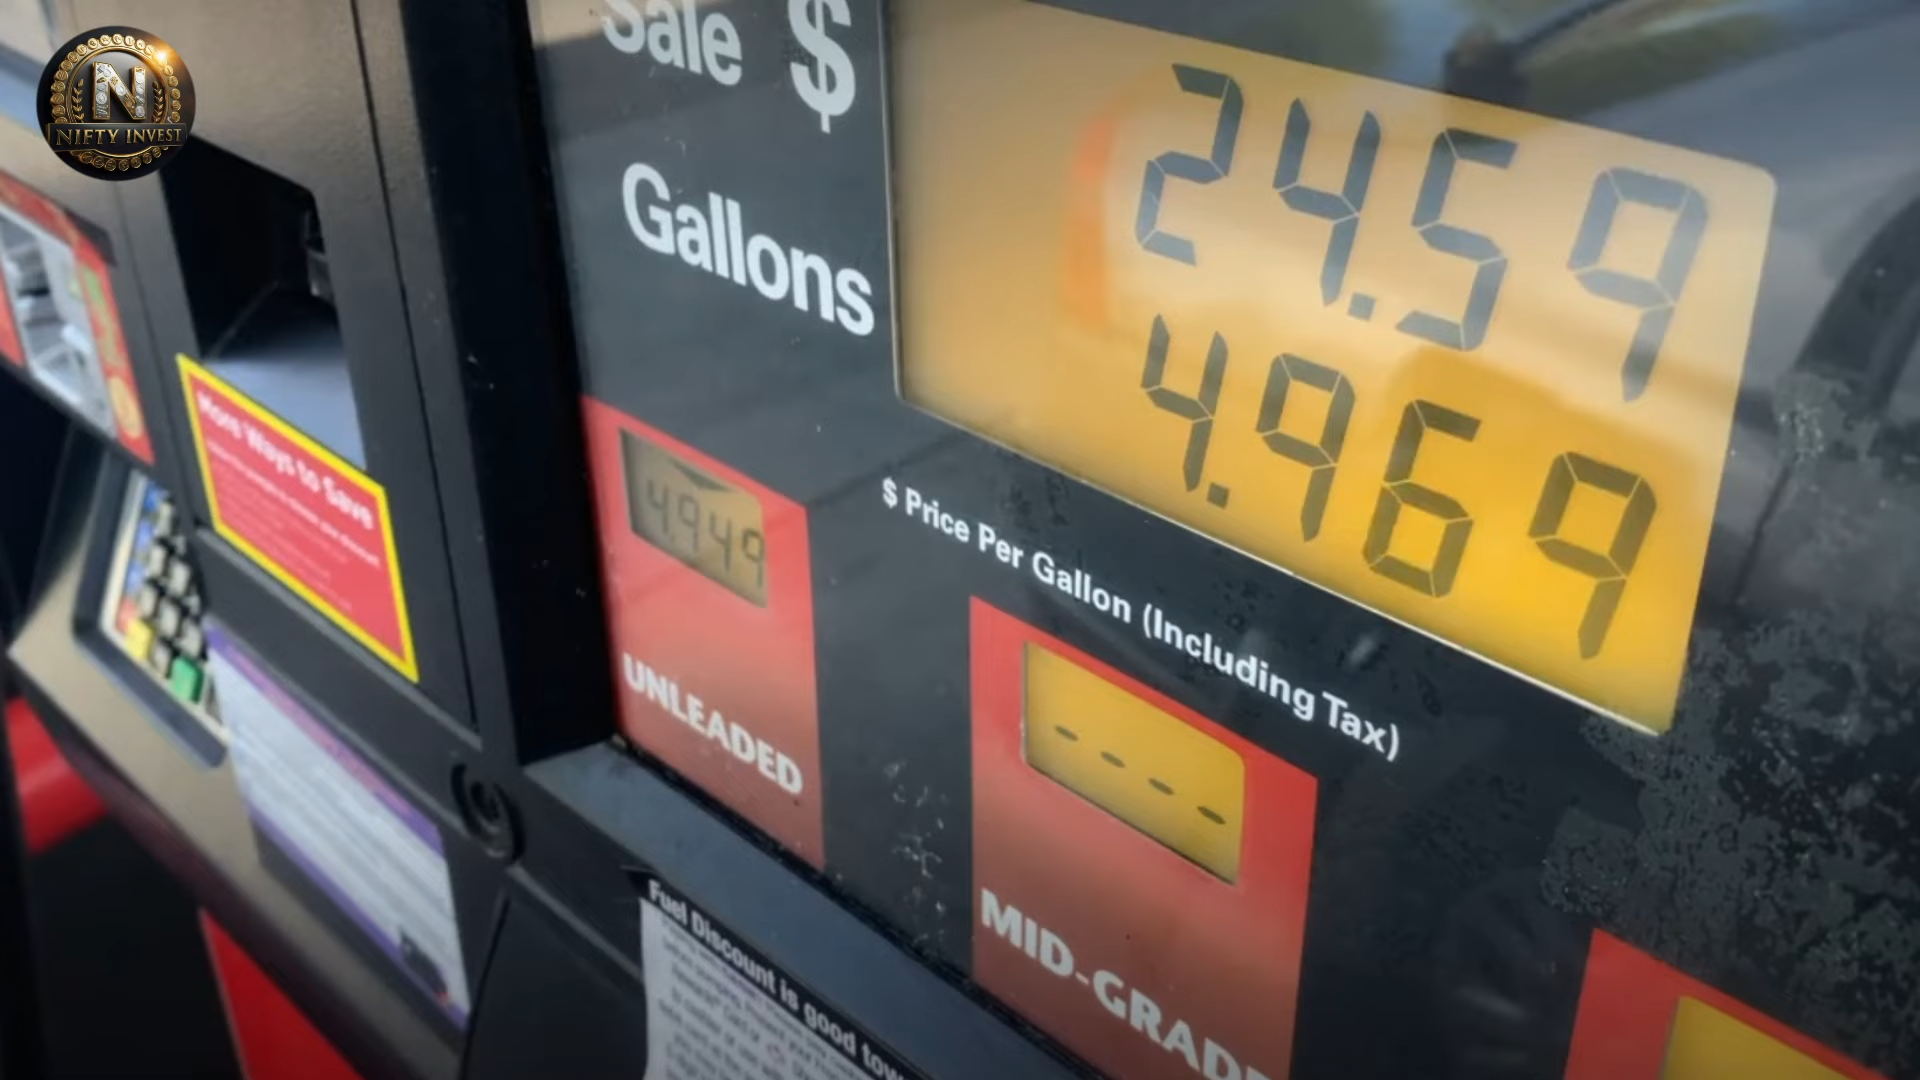 NIFTY INVEST
Sale $
24.59
Gallons
4.969
$ Price Per Gallon (Including Tax)
More Ways to Save
4.949
UNLEADED
- - - -
MID-GRADE
Fuel Discount is good tow